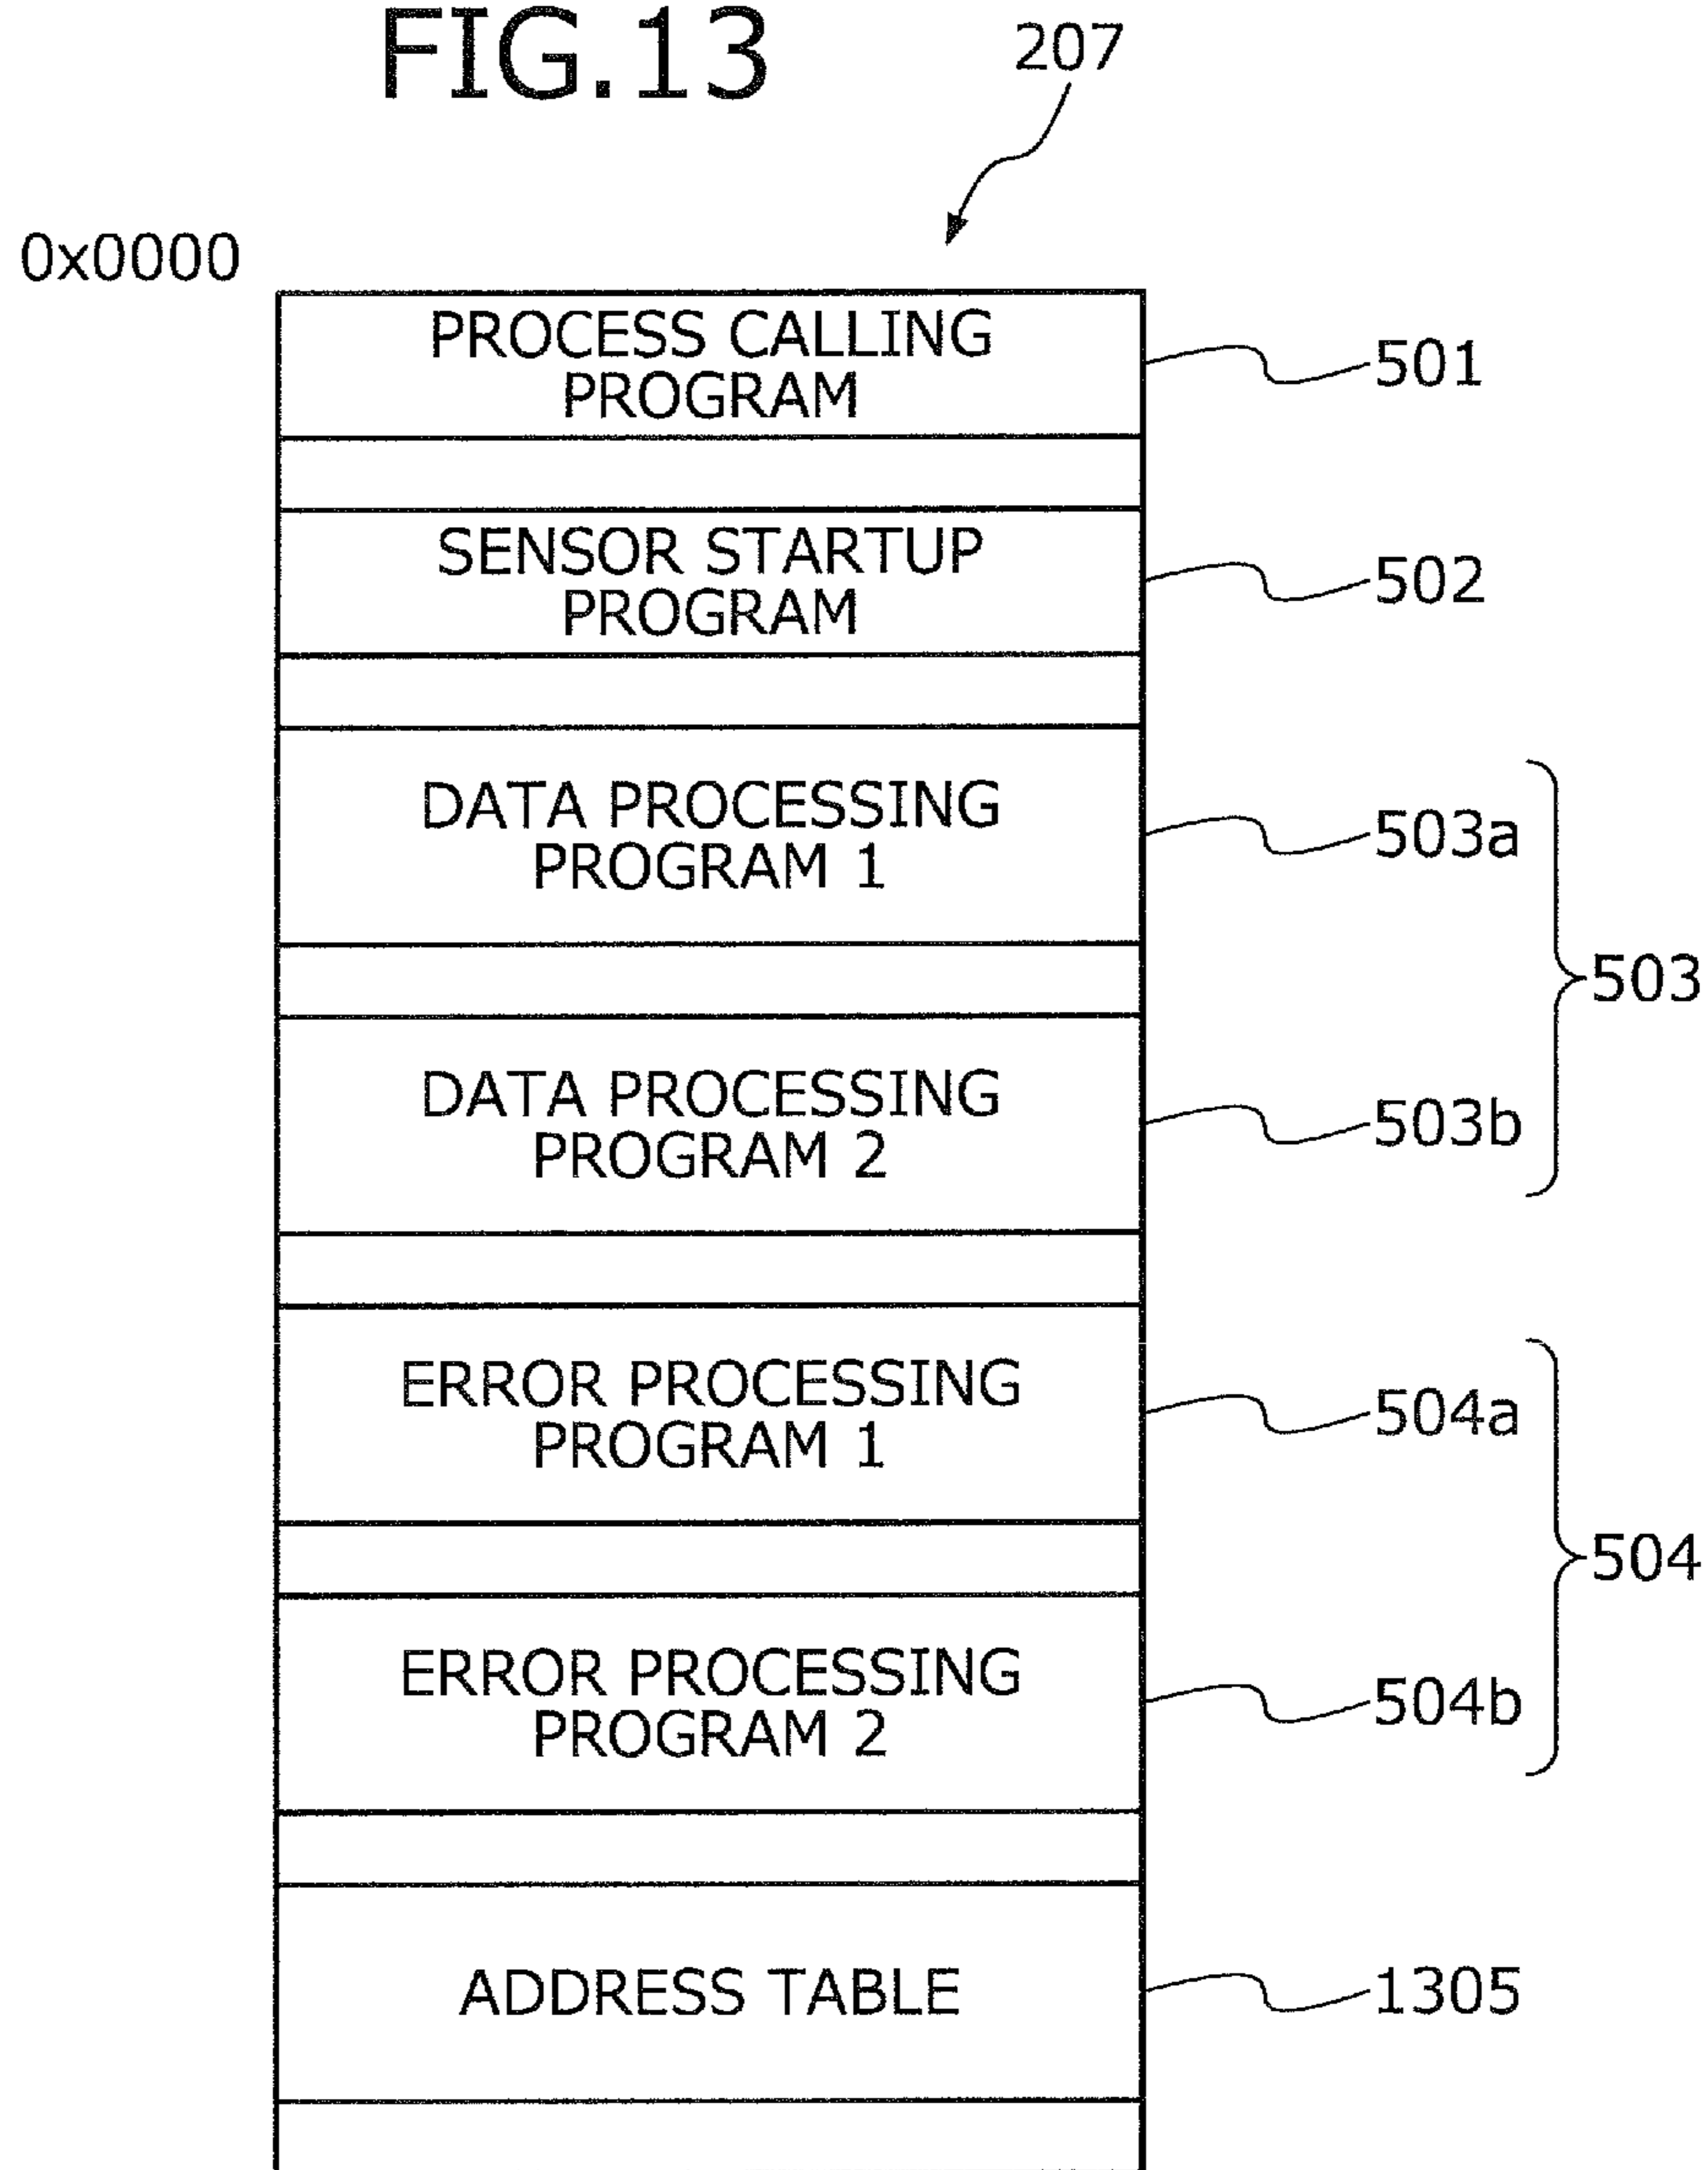 FIG.13
207
0x0000
PROCESS CALLING
PROGRAM
501
SENSOR STARTUP
PROGRAM
502
DATA PROCESSING
PROGRAM 1
503a
503
DATA PROCESSING
PROGRAM 2
503b
ERROR PROCESSING
PROGRAM 1
504a
504
ERROR PROCESSING
PROGRAM 2
504b
ADDRESS TABLE
1305